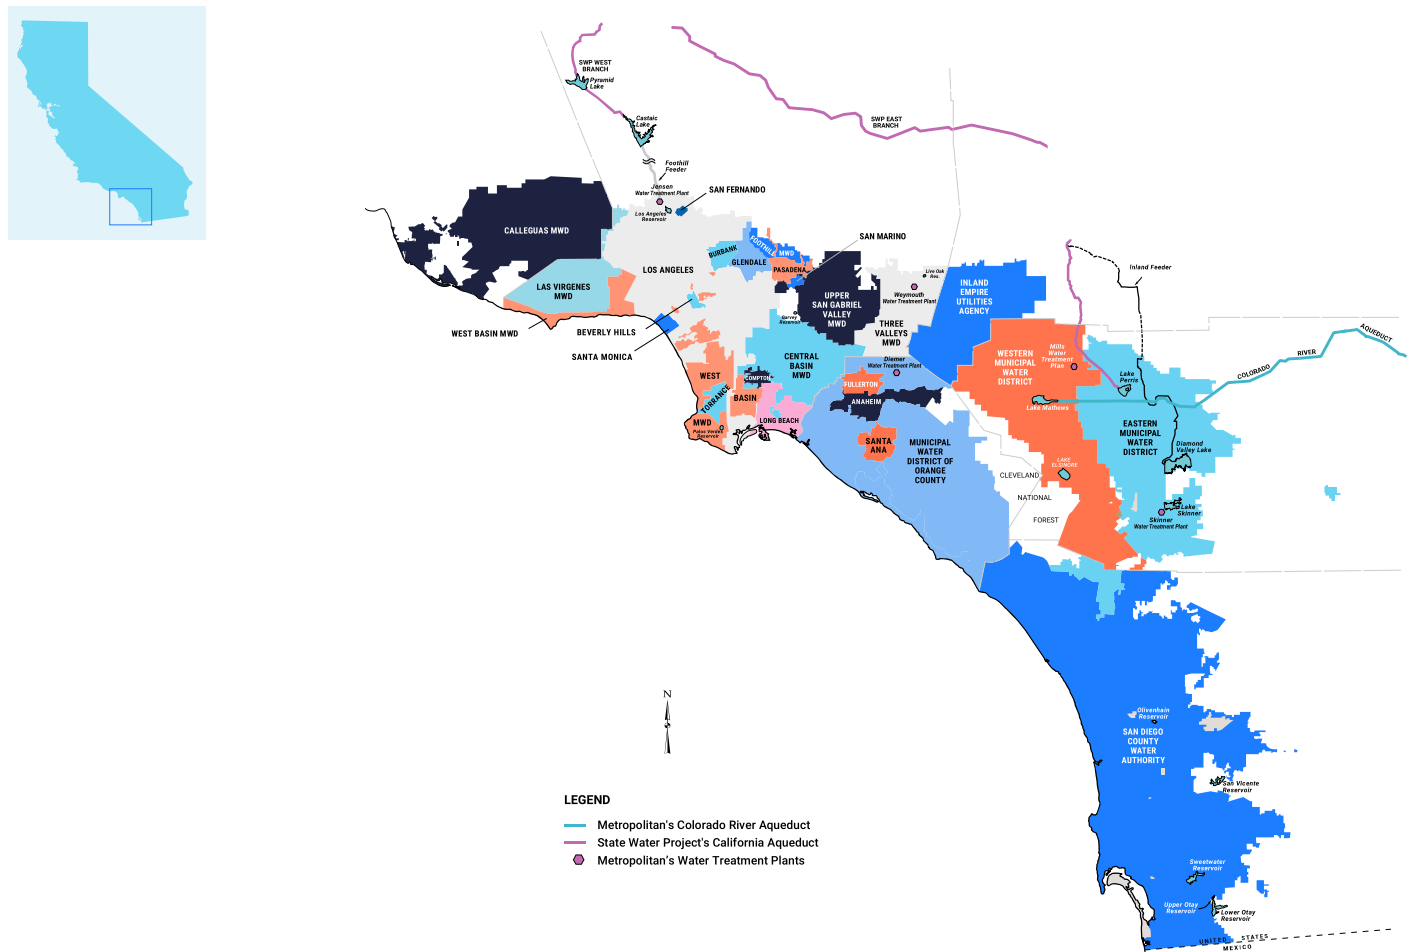 SWP WEST
BRANCH
Pyramid
Lake
Castaic
Lake
Foothill
Feeder
SWP EAST
BRANCH
Jensen
Water Treatment Plant
SAN FERNANDO
Los Angeles
Reservoir
CALLEGUAS MWD
SAN MARINO
BURBANK
FOOTHILL
MWD
GLENDALE
PASADENA
LOS ANGELES
LAS VIRGENES
MWD
Live Oak
Res.
Weymouth
Water Treatment Plant
Inland Feeder
INLAND
EMPIRE
UTILITIES
AGENCY
UPPER
SAN GABRIEL
VALLEY
MWD
Garvey
Reservoir
THREE
VALLEYS
MWD
WEST BASIN MWD
BEVERLY HILLS
SANTA MONICA
AQUEDUCT
RIVER
COLORADO
CENTRAL
BASIN
MWD
Diemer
Water Treatment Plant
WESTERN
MUNICIPAL
WATER
DISTRICT
Mills
Water
Treatment
Plan
Lake
Perris
WEST
COMPTON
FULLERTON
TORRANCE
BASIN
ANAHEIM
Lake Mathews
MWD
Palos Verdes
Reservoir
LONG BEACH
SANTA
ANA
MUNICIPAL
WATER
DISTRICT OF
ORANGE
COUNTY
EASTERN
MUNICIPAL
WATER
DISTRICT
Diamond
Valley Lake
LAKE
ELSINORE
CLEVELAND
NATIONAL
FOREST
Lake
Skinner
Skinner
Water Treatment Plant
N
Olivenhain
Reservoir
SAN DIEGO
COUNTY
WATER
AUTHORITY
San Vicente
Reservoir
LEGEND
Metropolitan's Colorado River Aqueduct
State Water Project's California Aqueduct
Metropolitan's Water Treatment Plants
Sweetwater
Reservoir
Upper Otay
Reservoir
Lower Otay
Reservoir
UNITED STATES
MEXICO